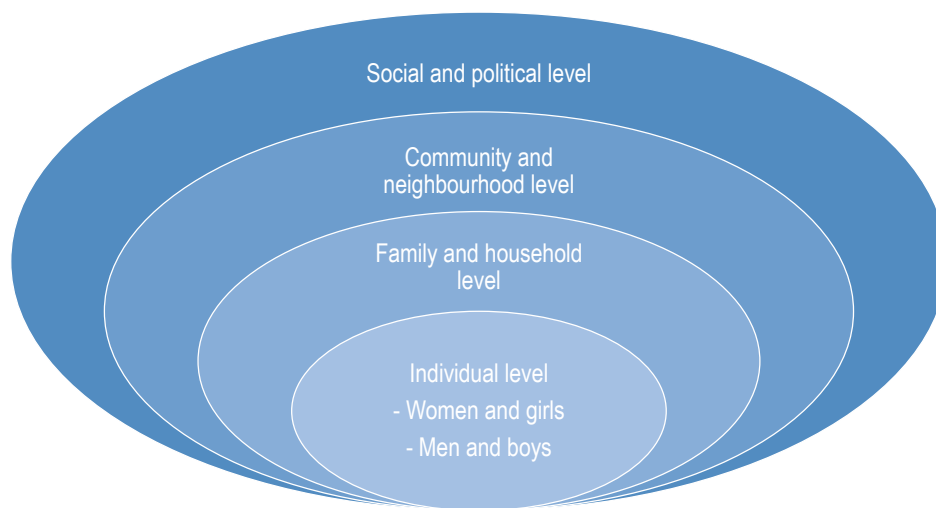 Social and political level
Community and
neighbourhood level
Family and household
level
Individual level
- Women and girls
- Men and boys